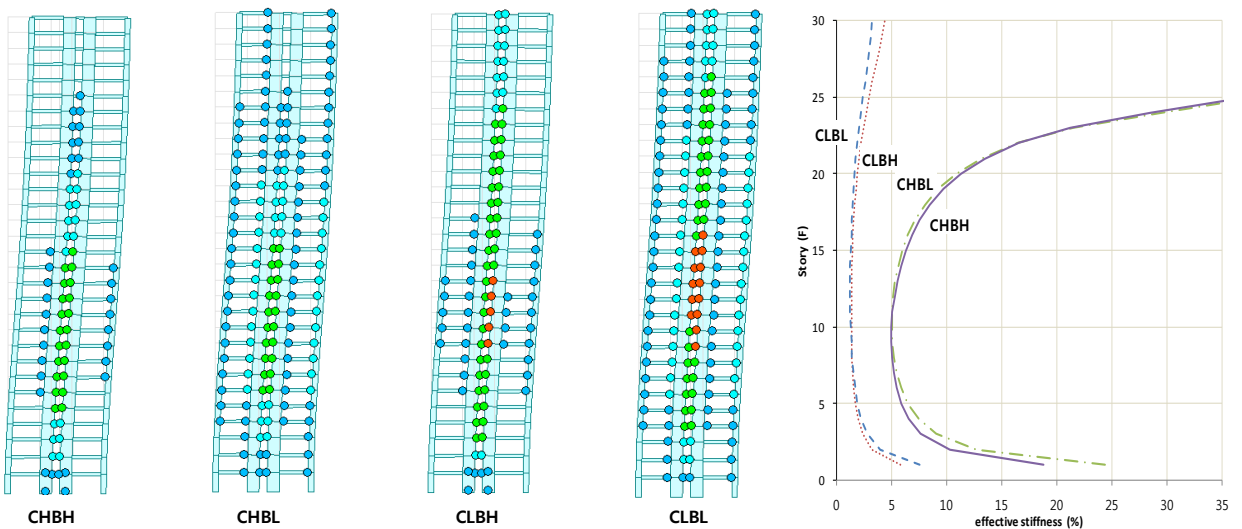 CHBH
CHBL
CLBH
CLBL
30
25
20
15
10
5
0
Story (F)
CLBL
CLBH
CHBL
CHBH
0 5 10 15 20 25 30 35
effective stiffness (%)